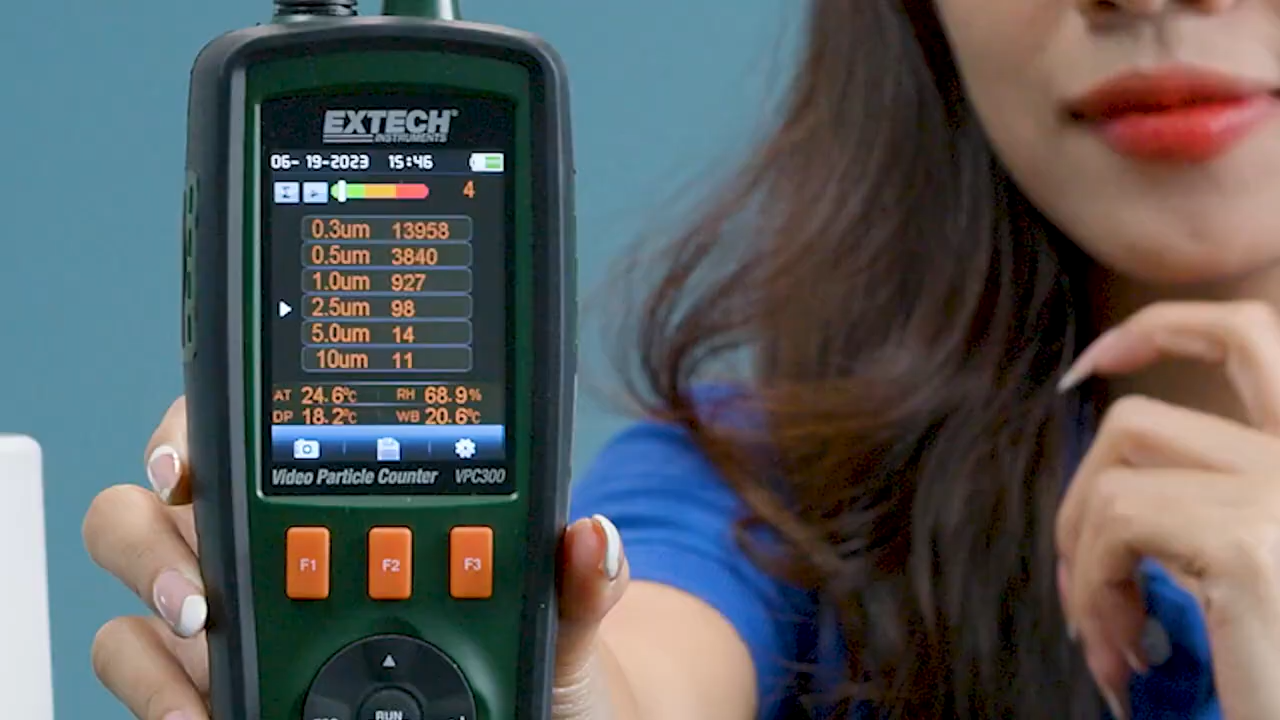 EXTECH®
INSTRUMENTS
06- 19-2023 15:46
4
0.3um 13958
0.5um 3840
1.0um 927
2.5um 98
5.0um 14
10um 11
AT 24.6℃ RH 68.9%
DP 18.2℃ WB 20.6℃
Video Particle Counter VPC300
F1 F2 F3
RUN